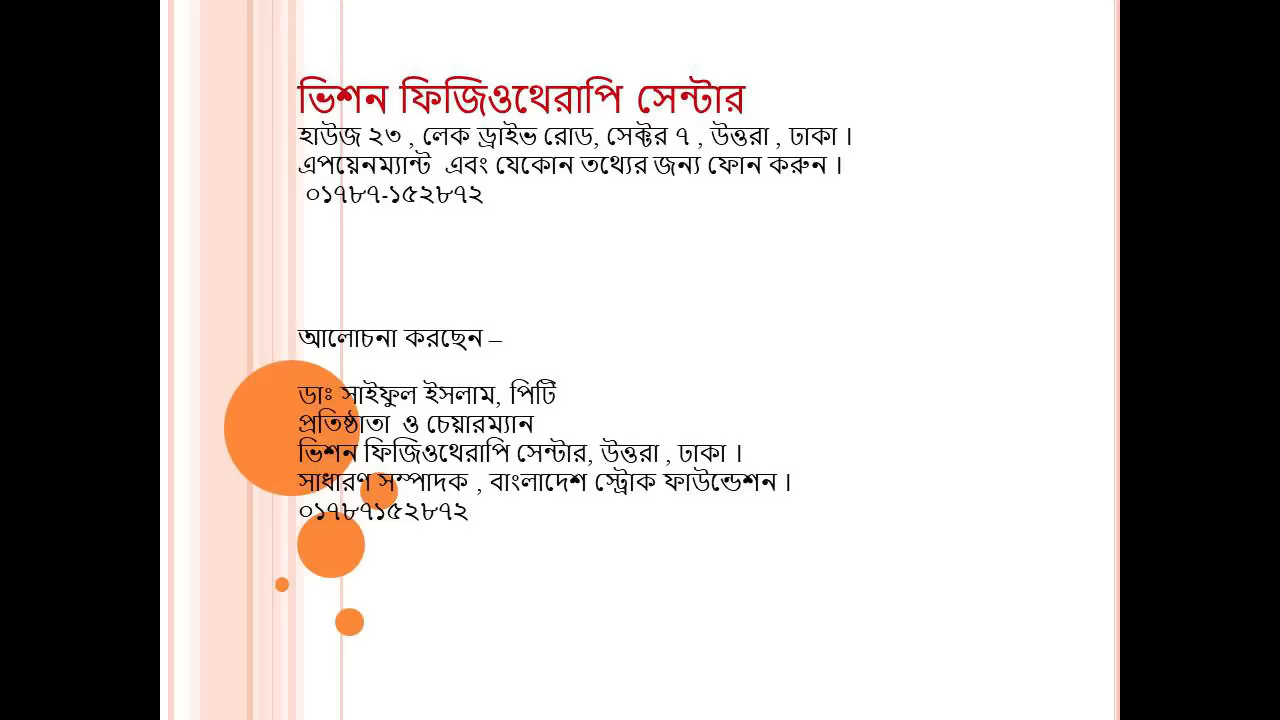 ভিশন ফিজিওথেরাপি সেন্টার
হাউজ ২৩ , লেক ড্রাইভ রোড, সেক্টর ৭ , উত্তরা , ঢাকা ।
এপয়েনম্যান্ট এবং যেকোন তথ্যের জন্য ফোন করুন ।
০১৭৮৭-১৫২৮৭২
আলোচনা করছেন –
ডাঃ সাইফুল ইসলাম, পিটি
প্রতিষ্ঠাতা ও চেয়ারম্যান
ভিশন ফিজিওথেরাপি সেন্টার, উত্তরা , ঢাকা ।
সাধারণ সম্পাদক , বাংলাদেশ স্ট্রোক ফাউন্ডেশন ।
০১৭৮৭১৫২৮৭২